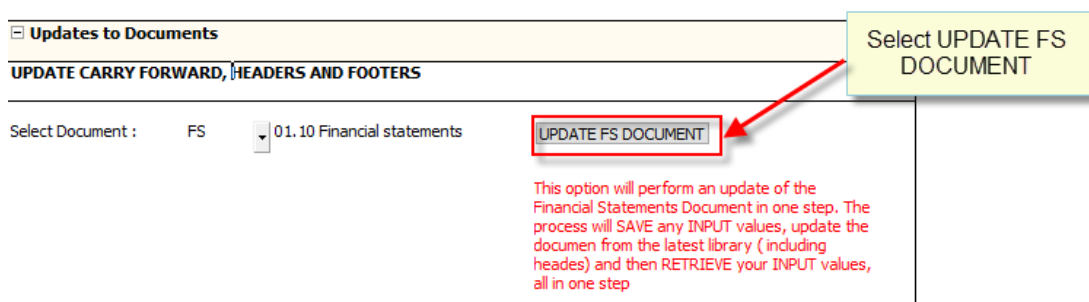 Updates to Documents
Select UPDATE FS
DOCUMENT
UPDATE CARRY FORWARD, HEADERS AND FOOTERS
Select Document : FS 01.10 Financial statements UPDATE FS DOCUMENT
This option will perform an update of the
Financial Statements Document in one step. The
process will SAVE any INPUT values, update the
documen from the latest library ( including
heades) and then RETRIEVE your INPUT values,
all in one step